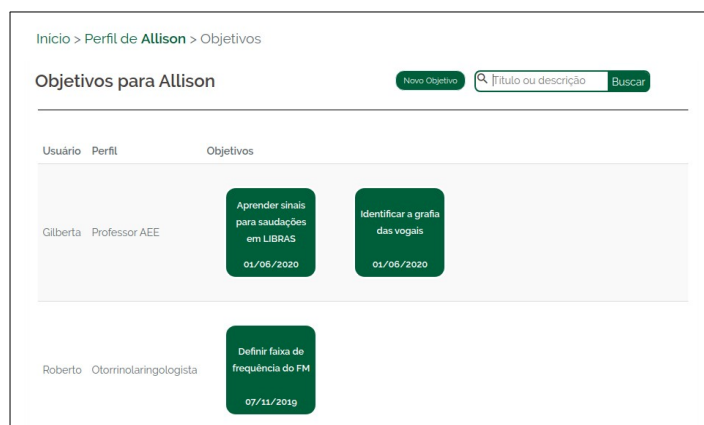 Início > Perfil de Allison > Objetivos
Objetivos para Allison
Novo Objetivo
Título ou descrição
Buscar
Usuário Perfil Objetivos
Gilberta Professor AEE
Aprender sinais
para saudações
em LIBRAS
01/06/2020
Identificar a grafia
das vogais
01/06/2020
Roberto Otorrinolaringologista
Definir faixa de
frequência do FM
07/11/2019